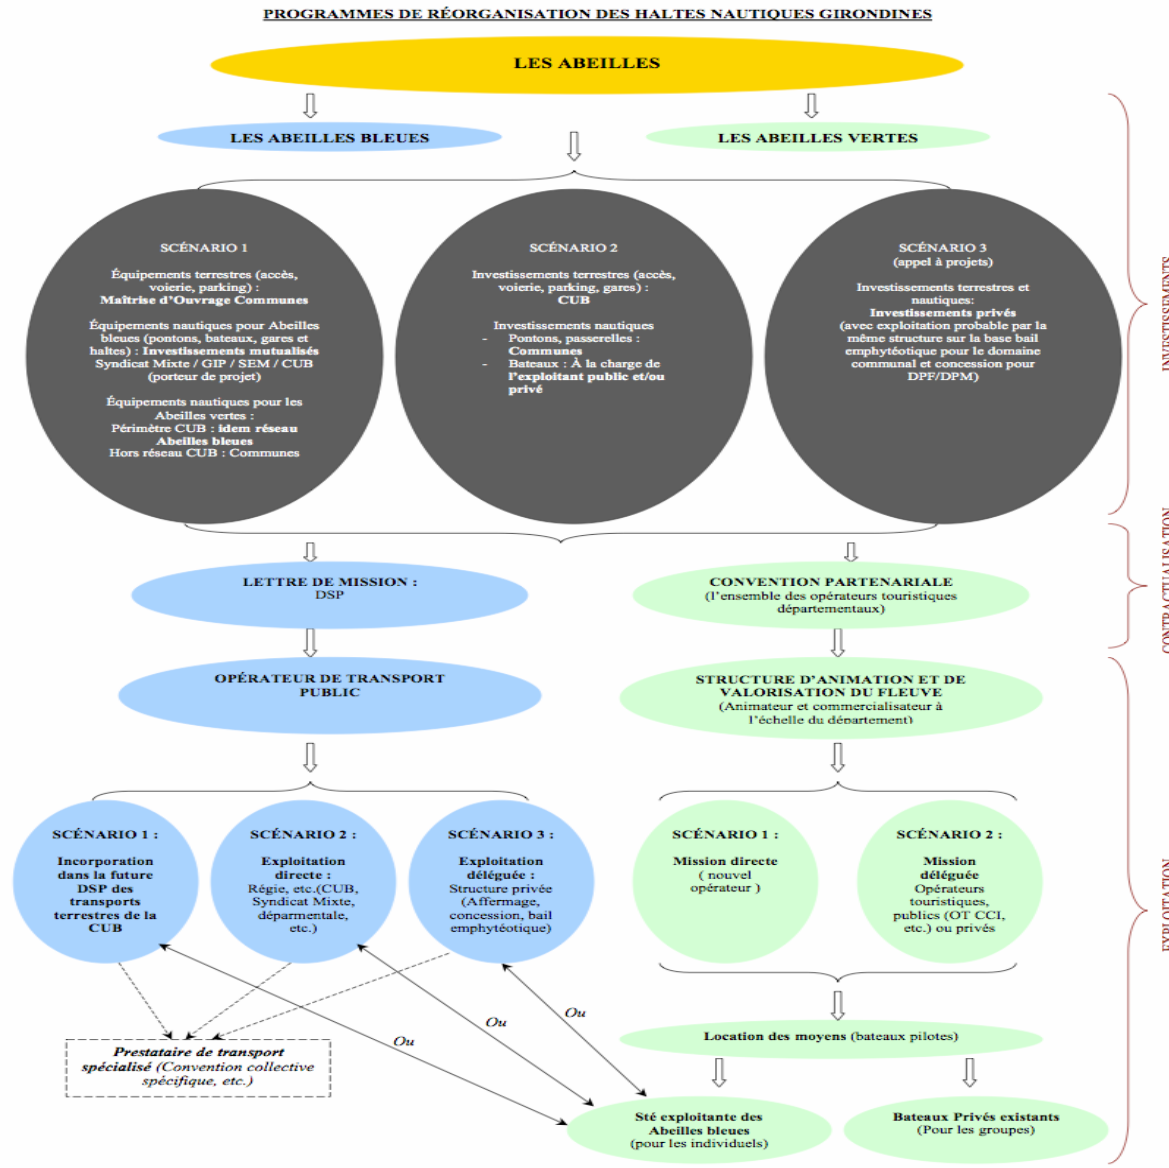 PROGRAMMES DE RÉORGANISATION DES HALTES NAUTIQUES GIRONDINES
LES ABEILLES
LES ABEILLES BLEUES
LES ABEILLES VERTES
SCÉNARIO 1
Équipements terrestres (accès,
voierie, parking) :
Maîtrise d'Ouvrage Communes
Équipements nautiques pour Abeilles
bleues (pontons, bateaux, gares et
haltes) : Investissements mutualisés
Syndicat Mixte / GIP / SEM / CUB
(porteur de projet)
Équipements nautiques pour les
Abeilles vertes :
Périmètre CUB : idem réseau
Abeilles bleues
Hors réseau CUB : Communes
SCÉNARIO 2
Investissements terrestres (accès,
voierie, parking, gares) :
CUB
Investissements nautiques
- Pontons, passerelles :
Communes
- Bateaux : À la charge de
l'exploitant public et/ou
privé
SCÉNARIO 3
(appel à projets)
Investissements terrestres et
nautiques:
Investissements privés
(avec exploitation probable par la
même structure sur la base bail
emphytéotique pour le domaine
communal et concession pour
DPF/DPM)
INVESTISSEMENTS
LETTRE DE MISSION :
DSP
CONVENTION PARTENARIALE
(l'ensemble des opérateurs touristiques
départementaux)
CONTRACTUALISATION
OPÉRATEUR DE TRANSPORT
PUBLIC
STRUCTURE D'ANIMATION ET DE
VALORISATION DU FLEUVE
(Animateur et commercialisateur à
l'échelle du département)
SCÉNARIO 1 :
Incorporation
dans la future
DSP des
transports
terrestres de la
CUB
SCÉNARIO 2 :
Exploitation
directe :
Régie, etc.(CUB,
Syndicat Mixte,
déparmentale,
etc.)
SCÉNARIO 3 :
Exploitation
déléguée :
Structure privée
(Affermage,
concession, bail
emphytéotique)
SCÉNARIO 1 :
Mission directe
( nouvel
opérateur )
SCÉNARIO 2 :
Mission
déléguée
Opérateurs
touristiques,
publics (OT CCI,
etc.) ou privés
EXPLOITATION
Ou
Ou
Ou
Location des moyens (bateaux pilotes)
Prestataire de transport
spécialisé (Convention collective
spécifique, etc.)
Sté exploitante des
Abeilles bleues
(pour les individuels)
Bateaux Privés existants
(Pour les groupes)